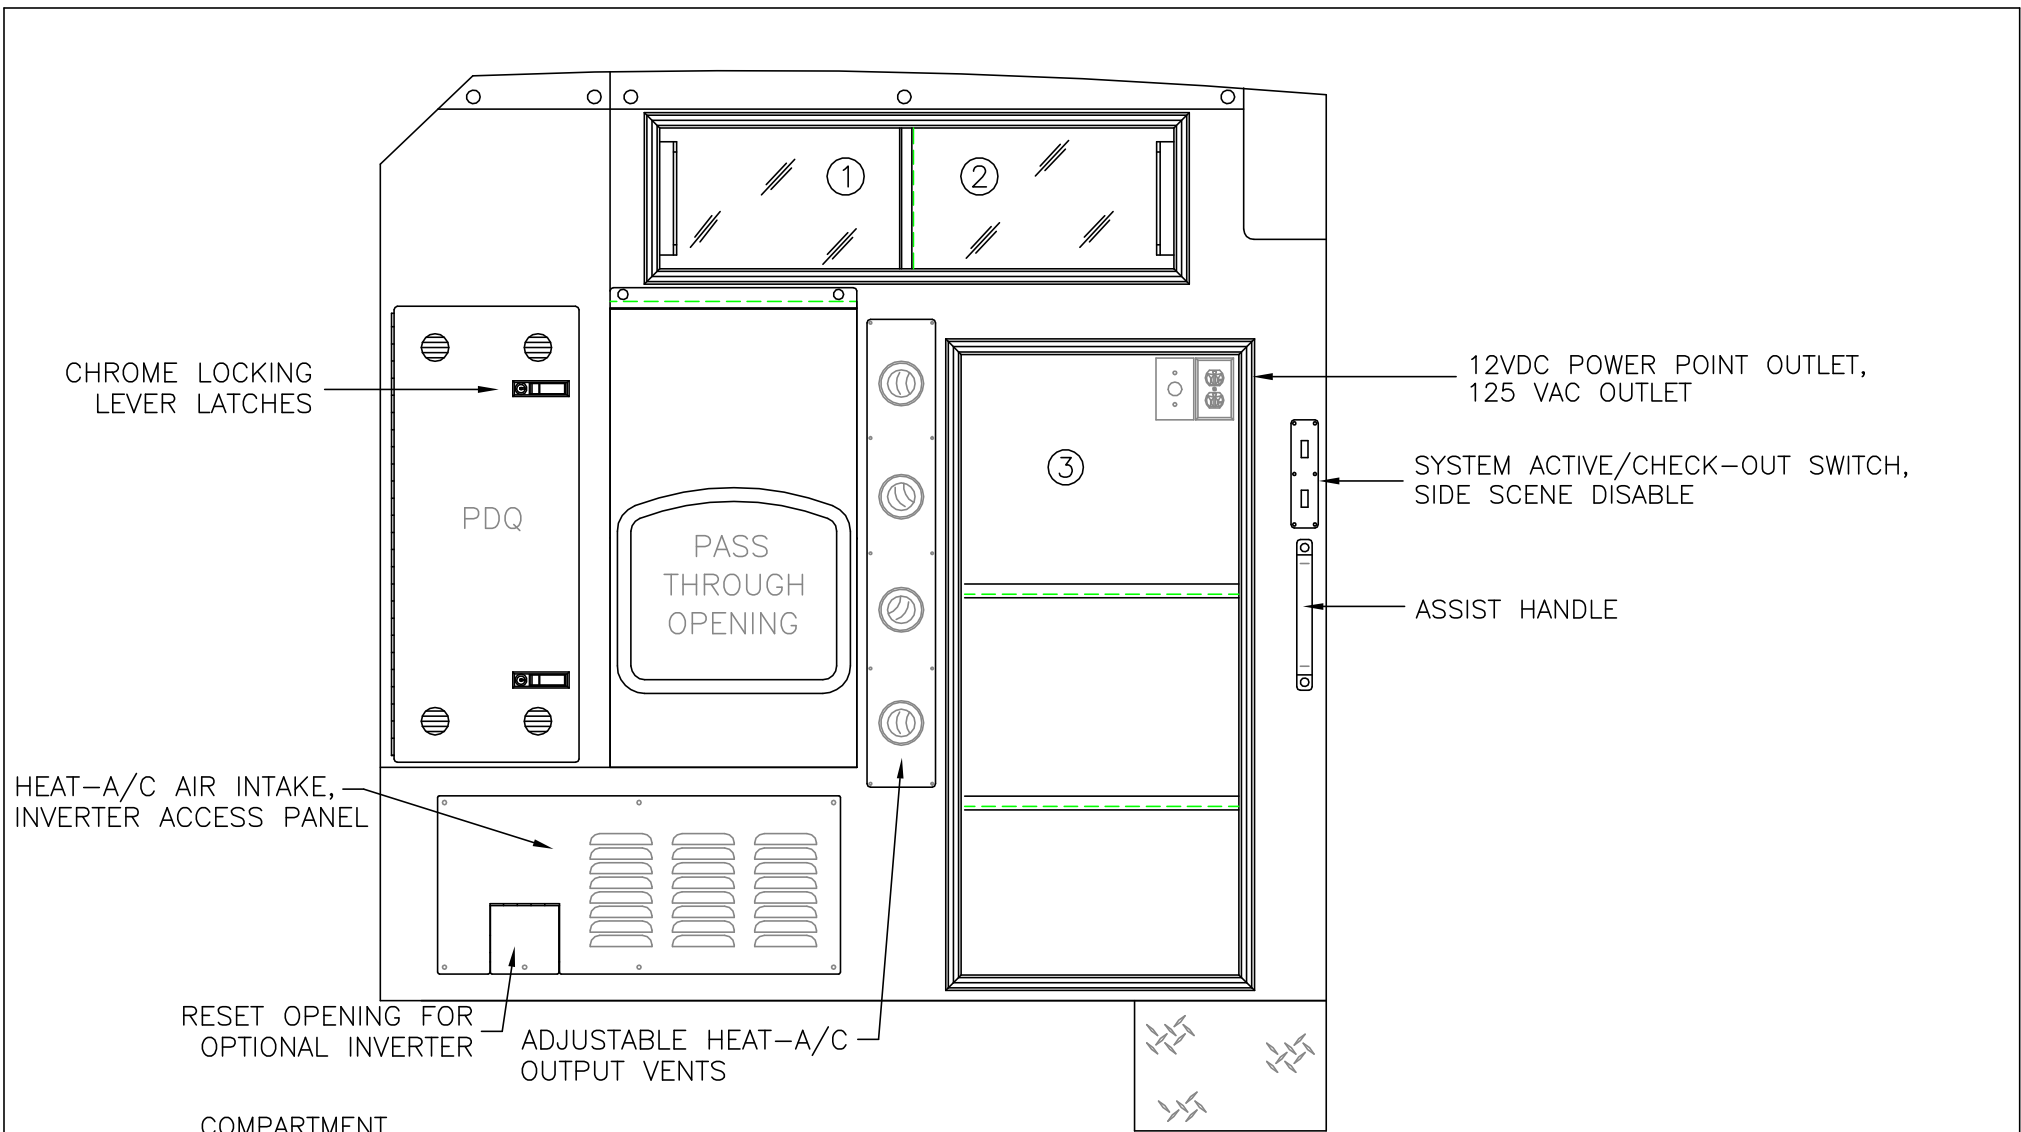 1
2
CHROME LOCKING
LEVER LATCHES
12VDC POWER POINT OUTLET,
125 VAC OUTLET
3
SYSTEM ACTIVE/CHECK-OUT SWITCH,
SIDE SCENE DISABLE
PDQ
PASS
THROUGH
OPENING
ASSIST HANDLE
HEAT-A/C AIR INTAKE,
INVERTER ACCESS PANEL
RESET OPENING FOR
OPTIONAL INVERTER
ADJUSTABLE HEAT-A/C
OUTPUT VENTS
COMPARTMENT